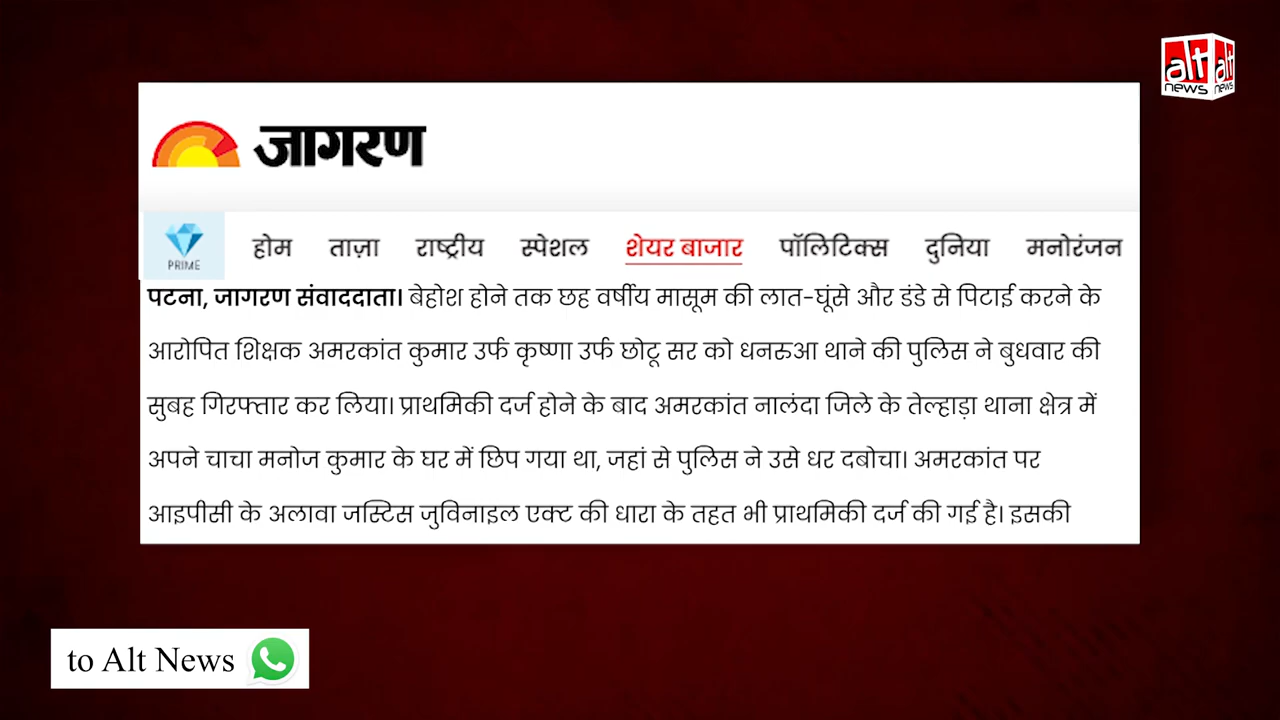 alt alt
news news
जागरण
PRIME होम ताज़ा राष्ट्रीय स्पेशल शेयर बाजार पॉलिटिक्स दुनिया मनोरंजन
पटना, जागरण संवाददाता। बेहोश होने तक छह वर्षीय मासूम की लात-घूंसे और डंडे से पिटाई करने के
आरोपित शिक्षक अमरकांत कुमार उर्फ कृष्णा उर्फ छोटू सर को धनरुआ थाने की पुलिस ने बुधवार की
सुबह गिरफ्तार कर लिया। प्राथमिकी दर्ज होने के बाद अमरकांत नालंदा जिले के तेल्हाड़ा थाना क्षेत्र में
अपने चाचा मनोज कुमार के घर में छिप गया था, जहां से पुलिस ने उसे धर दबोचा। अमरकांत पर
आइपीसी के अलावा जस्टिस जुविनाइल एक्ट की धारा के तहत भी प्राथमिकी दर्ज की गई है। इसकी
to Alt News